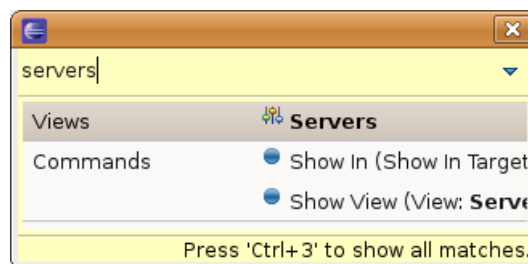 servers
Views Servers
Commands Show In (Show In Target
Show View (View: Serve
Press 'Ctrl+3' to show all matches.